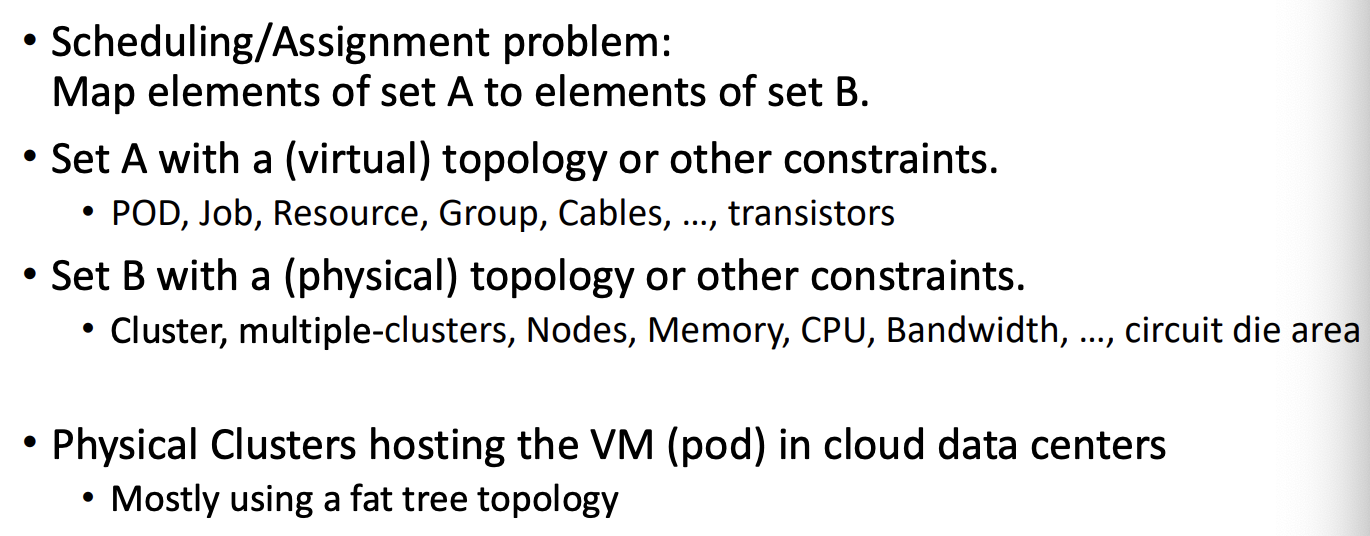 • Scheduling/Assignment problem:
Map elements of set A to elements of set B.
• Set A with a (virtual) topology or other constraints.
• POD, Job, Resource, Group, Cables, ..., transistors
• Set B with a (physical) topology or other constraints.
• Cluster, multiple-clusters, Nodes, Memory, CPU, Bandwidth, ..., circuit die area
• Physical Clusters hosting the VM (pod) in cloud data centers
• Mostly using a fat tree topology